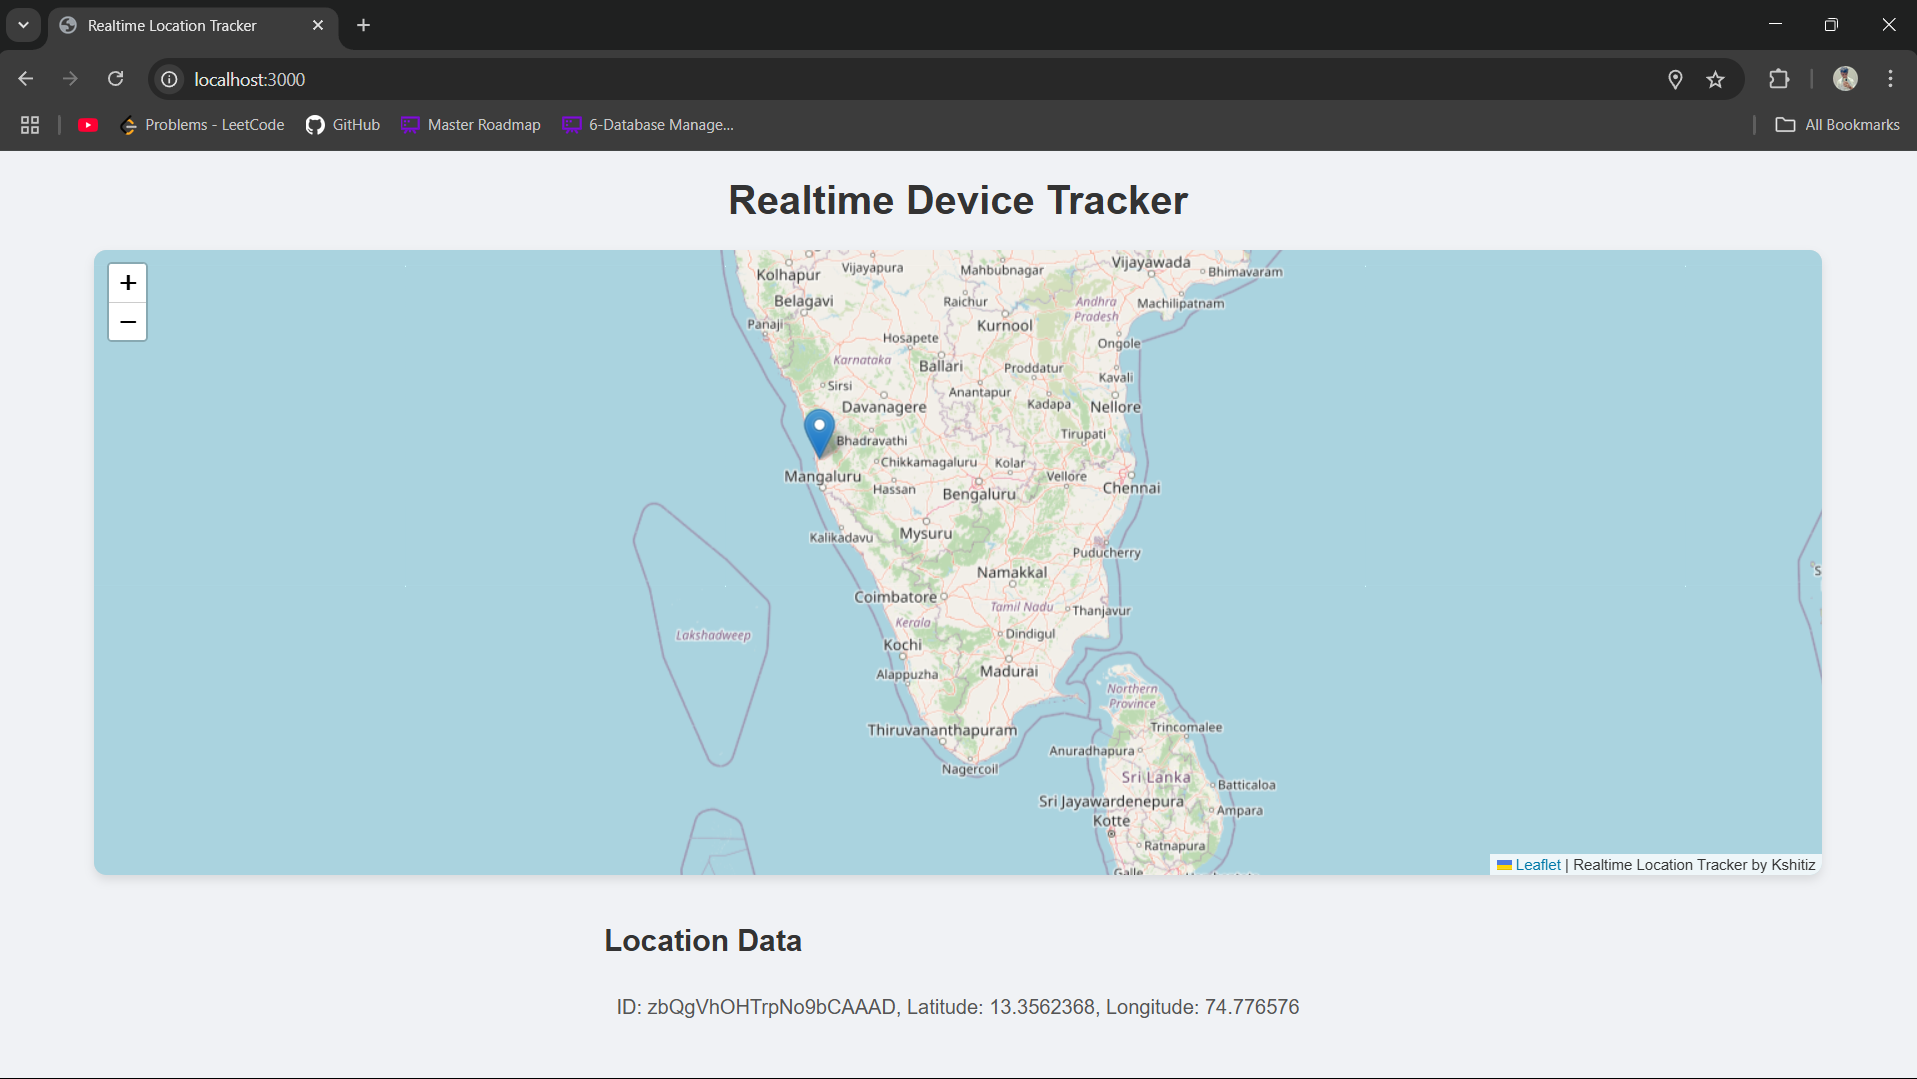 Realtime Location Tracker
localhost:3000
Problems - LeetCode GitHub Master Roadmap 6-Database Manage... All Bookmarks
Realtime Device Tracker
+
−
Kolhapur
Vijayapura
Mahbubnagar
Vijayawada
Bhimavaram
Belagavi
Raichur
Andhra
Pradesh
Machilipatnam
Panaji
Kurnool
Hosapete
Ongole
Karnataka
Ballari
Proddatur
Kavali
Sirsi
Anantapur
Davanagere
Kadapa
Nellore
Bhadravathi
Tirupati
Chikkamagaluru
Kolar
Mangaluru
Vellore
Hassan
Bengaluru
Chennai
Kalikadavu
Mysuru
Puducherry
Namakkal
S
Coimbatore
Tamil Nadu
Thanjavur
Kerala
Lakshadweep
Dindigul
Kochi
Alappuzha
Madurai
Northern
Province
Thiruvananthapuram
Trincomalee
Anuradhapura
Nagercoil
Sri Lanka
Batticaloa
Sri Jayawardenepura
Kotte
Ampara
Ratnapura
Galle
Leaflet | Realtime Location Tracker by Kshitiz
Location Data
ID: zbQgVhOHTrpNo9bCAAAD, Latitude: 13.3562368, Longitude: 74.776576